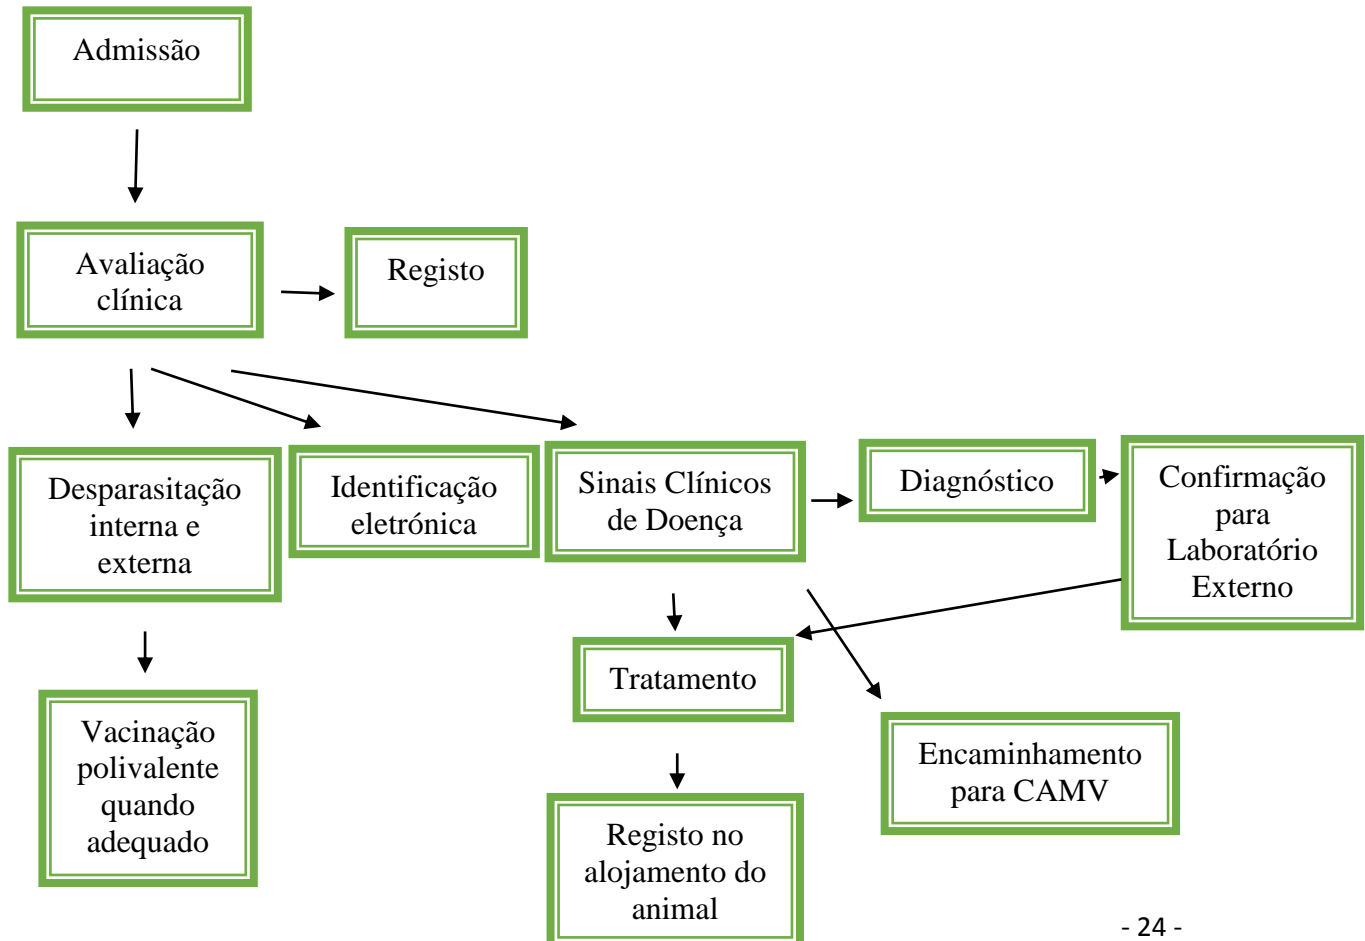 Admissão
Avaliação
clínica
Registo
Desparasitação
interna e
externa
Identificação
eletrónica
Sinais Clínicos
de Doença
Diagnóstico
Confirmação
para
Laboratório
Externo
Tratamento
Vacinação
polivalente
quando
adequado
Encaminhamento
para CAMV
Registo no
alojamento do
animal
- 24 -